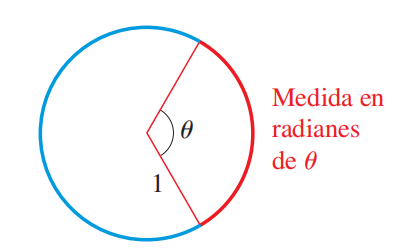 θ
1
Medida en
radianes
de θ